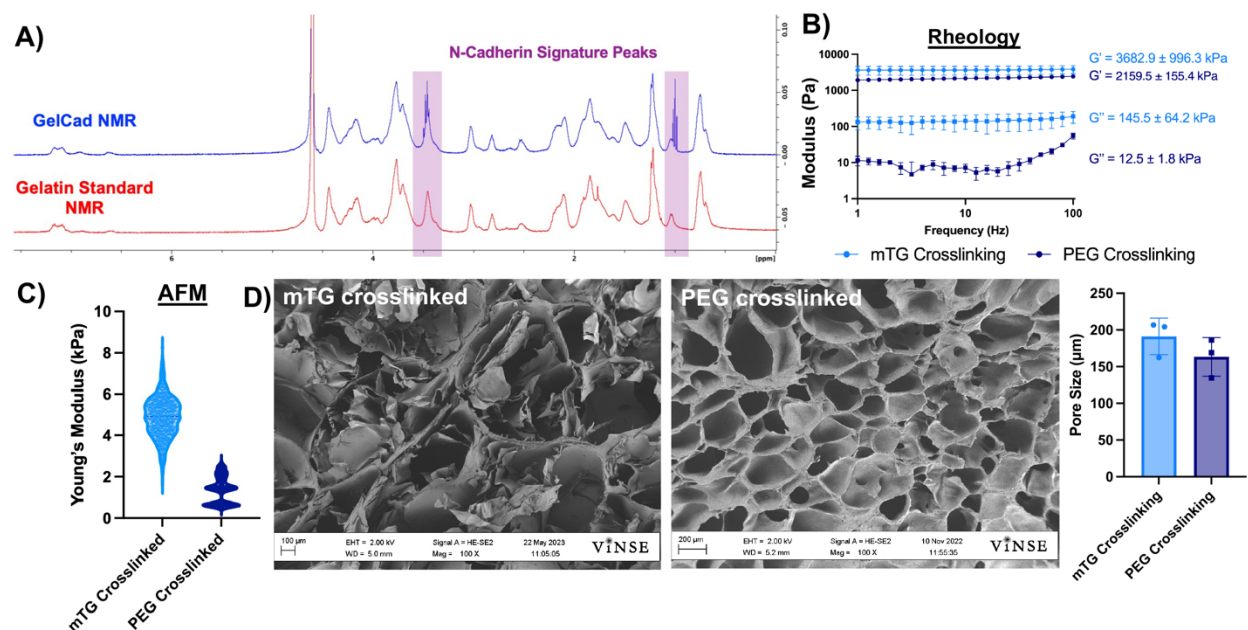 A)
N-Cadherin Signature Peaks
GelCad NMR
Gelatin Standard
NMR
0.10
0.05
- 0.00
- 0.05
6
4
2
[ppm]
B)
Rheology
Modulus (Pa)
10000
1000
100
10
1
1
10
100
Frequency (Hz)
G' = 3682.9 ± 996.3 kPa
G' = 2159.5 ± 155.4 kPa
G'' = 145.5 ± 64.2 kPa
G'' = 12.5 ± 1.8 kPa
mTG Crosslinking
PEG Crosslinking
C)
AFM
Young's Modulus (kPa)
10
8
6
4
2
0
mTG Crosslinked
PEG Crosslinked
D)
mTG crosslinked
100 µm
EHT = 2.00 kV
WD = 5.0 mm
Signal A = HE-SE2
Mag = 100 X
22 May 2023
11:05:05
ViNSE
PEG crosslinked
200 µm
EHT = 2.00 kV
WD = 5.2 mm
Signal A = HE-SE2
Mag = 100 X
10 Nov 2022
11:55:35
ViNSE
Pore Size (µm)
250
200
150
100
50
0
mTG Crosslinking
PEG Crosslinking